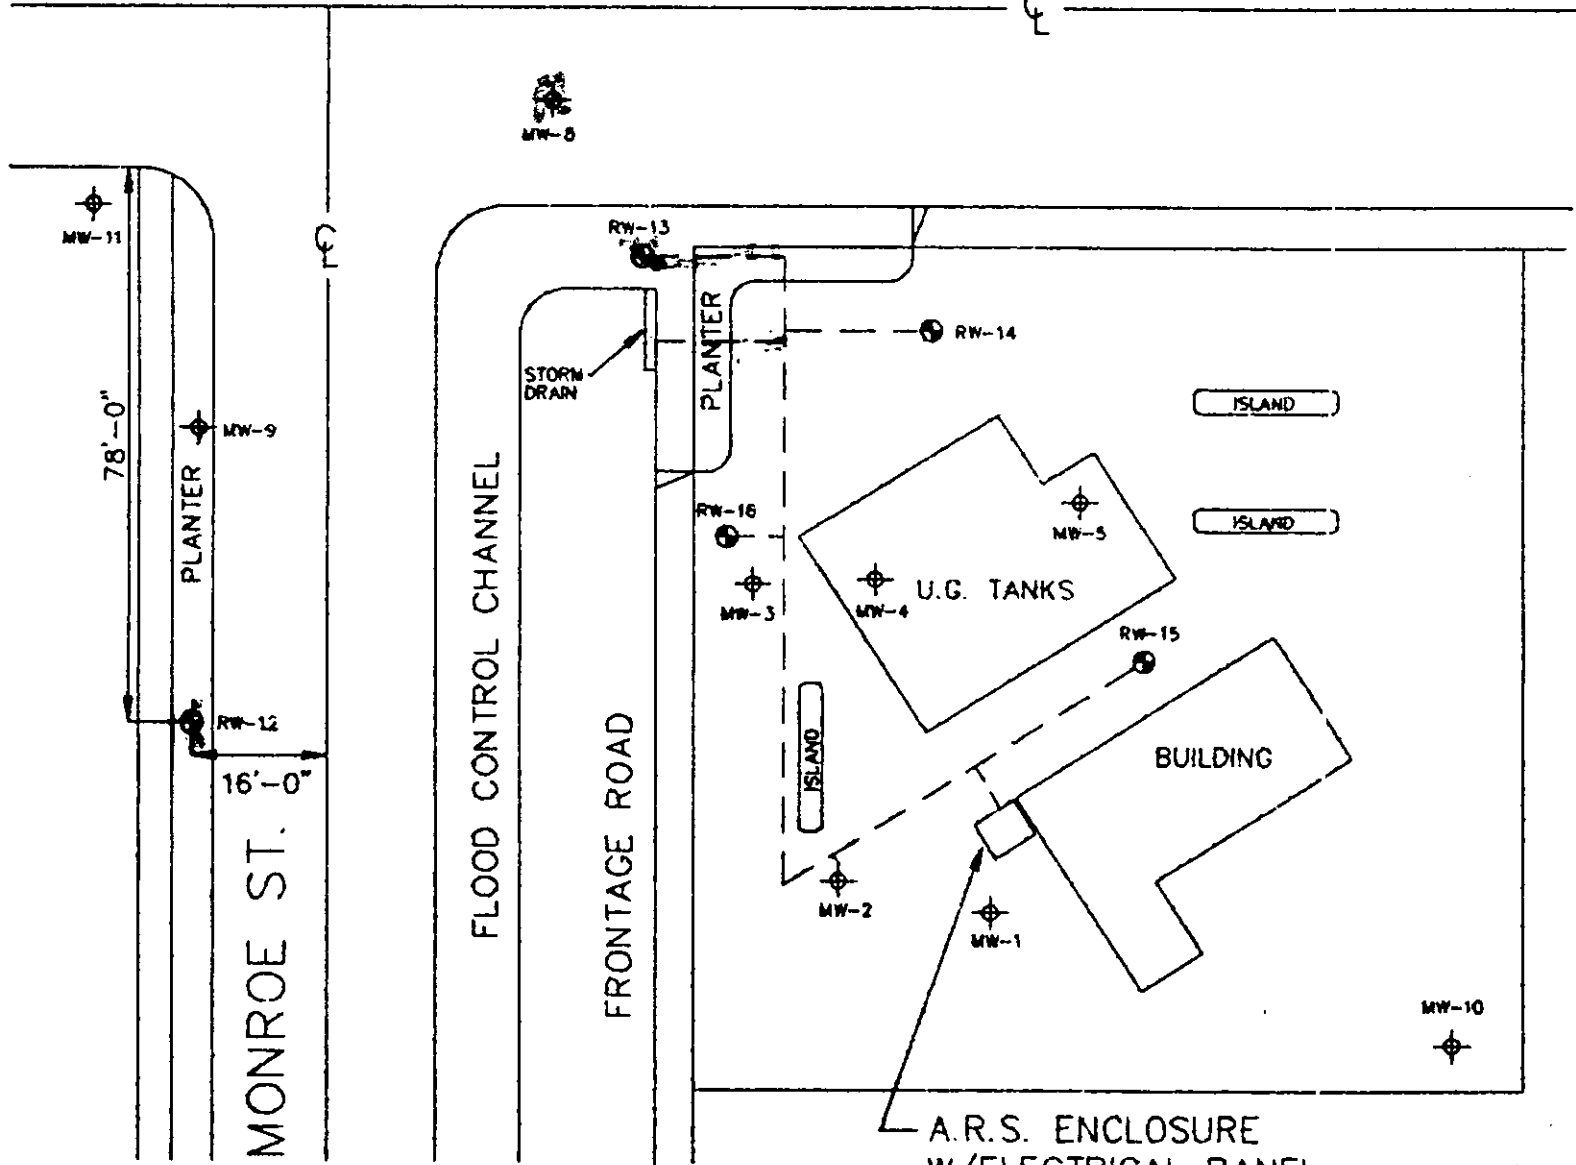 ℄
MW-8
MW-11
RW-13
℄
PLANTER
RW-14
STORM
DRAIN
ISLAND
78'-0"
MW-9
PLANTER
FLOOD CONTROL CHANNEL
RW-16
MW-5
ISLAND
MW-3
MW-4
U.G. TANKS
RW-15
RW-12
16'-0"
ISLAND
BUILDING
FRONTAGE ROAD
MONROE ST.
MW-2
MW-1
MW-10
A.R.S. ENCLOSURE
W/ELECTRICAL PANEL